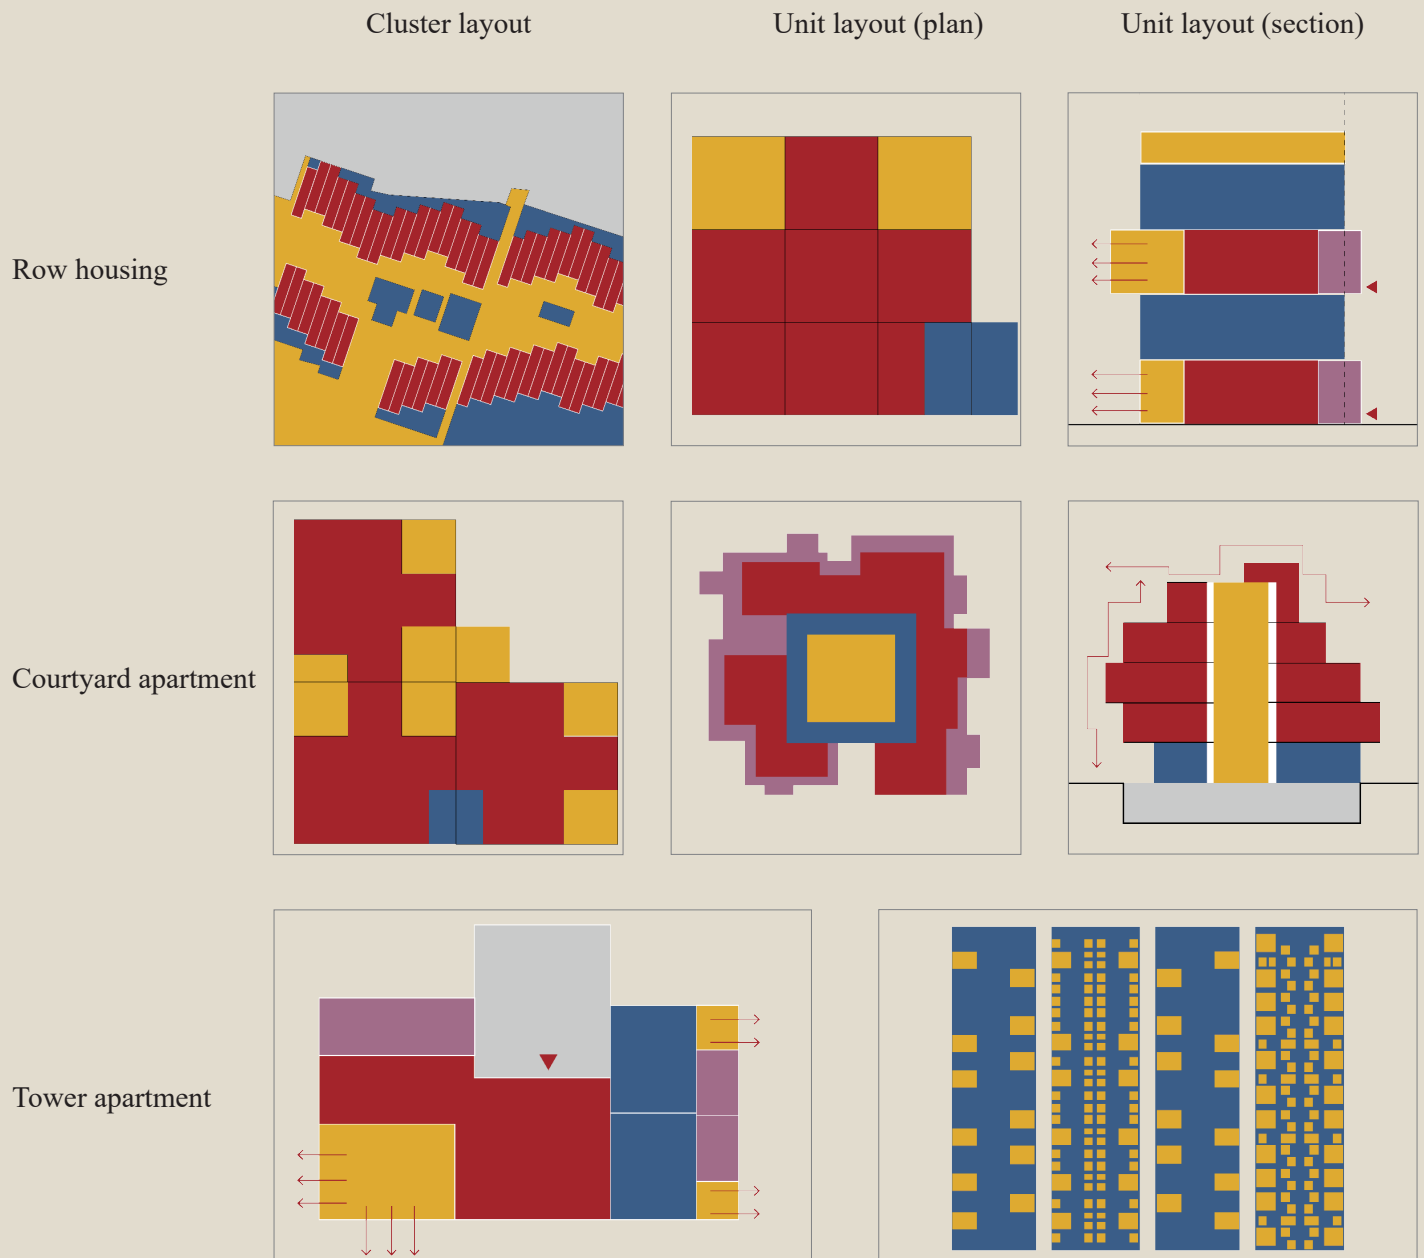 Cluster layout
Unit layout (plan)
Unit layout (section)
Row housing
Courtyard apartment
Tower apartment